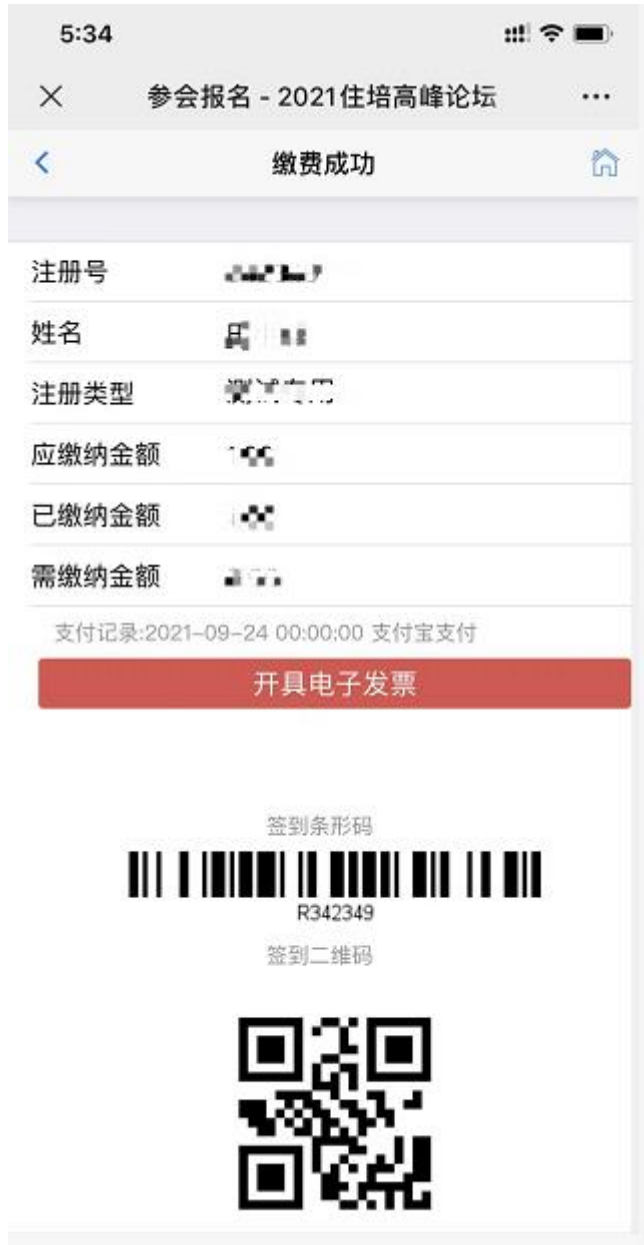 5:34
参会报名 - 2021住培高峰论坛
缴费成功
注册号
姓名
注册类型
应缴纳金额
已缴纳金额
需缴纳金额
支付记录:2021-09-24 00:00:00 支付宝支付
开具电子发票
签到条形码
R342349
签到二维码